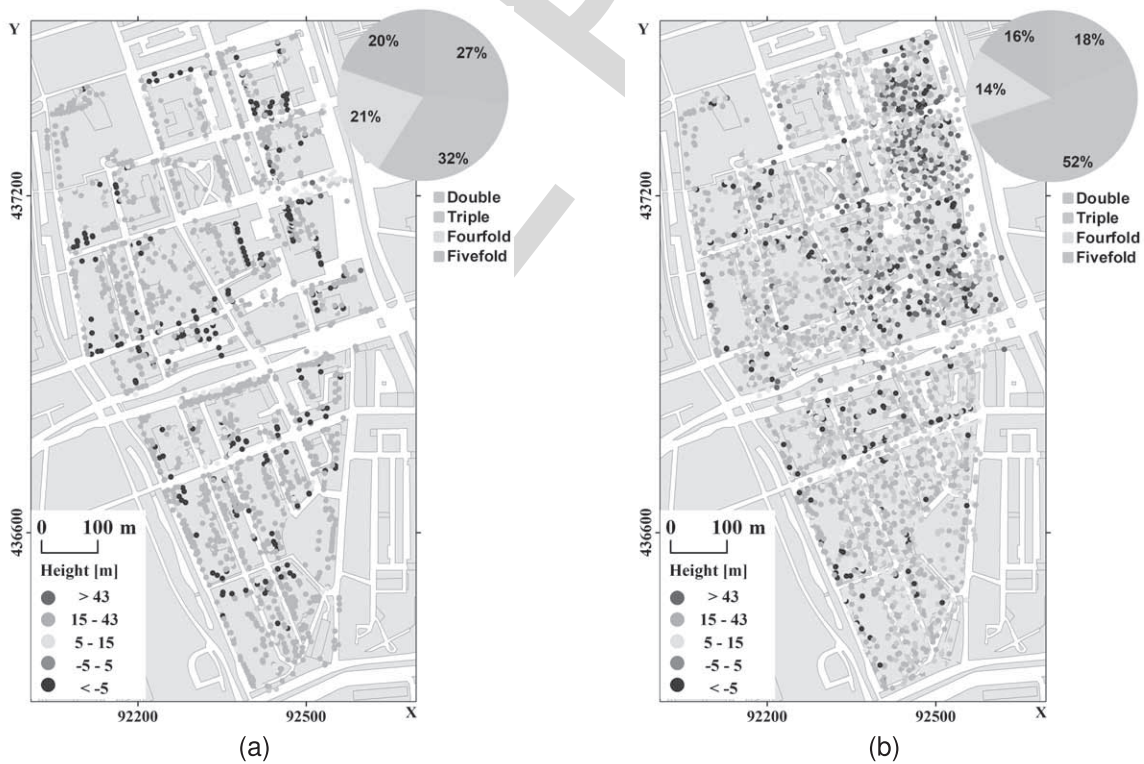 Y
20%
27%
21%
32%
437200
Double
Triple
Fourfold
Fivefold
436600
0 100 m
Height [m]
> 43
15 - 43
5 - 15
-5 - 5
< -5
92200
92500
X
(a)
Y
16%
18%
14%
52%
437200
Double
Triple
Fourfold
Fivefold
436600
0 100 m
Height [m]
> 43
15 - 43
5 - 15
-5 - 5
< -5
92200
92500
X
(b)